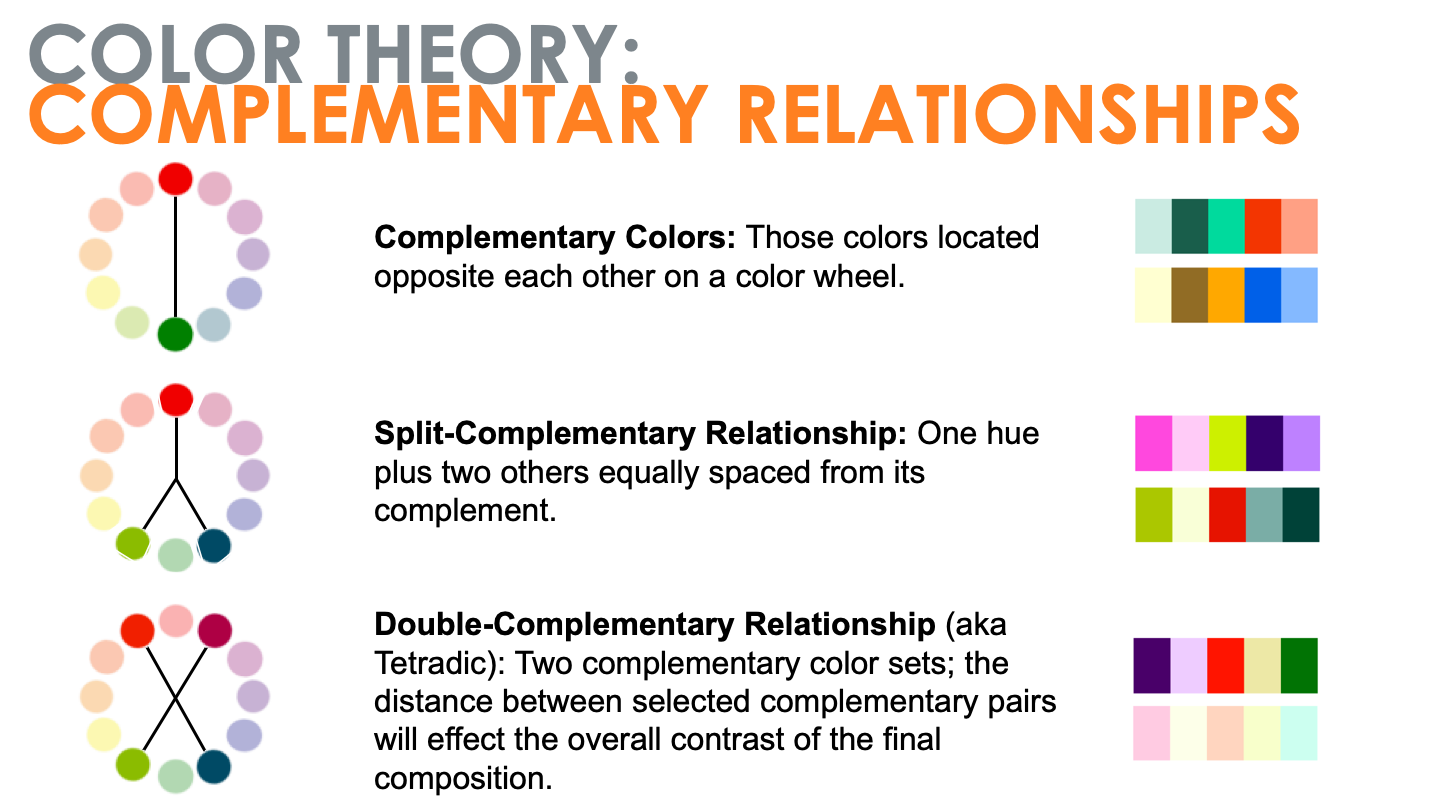 COLOR THEORY:
COMPLEMENTARY RELATIONSHIPS
Complementary Colors: Those colors located
opposite each other on a color wheel.
Split-Complementary Relationship: One hue
plus two others equally spaced from its
complement.
Double-Complementary Relationship (aka
Tetradic): Two complementary color sets; the
distance between selected complementary pairs
will effect the overall contrast of the final
composition.